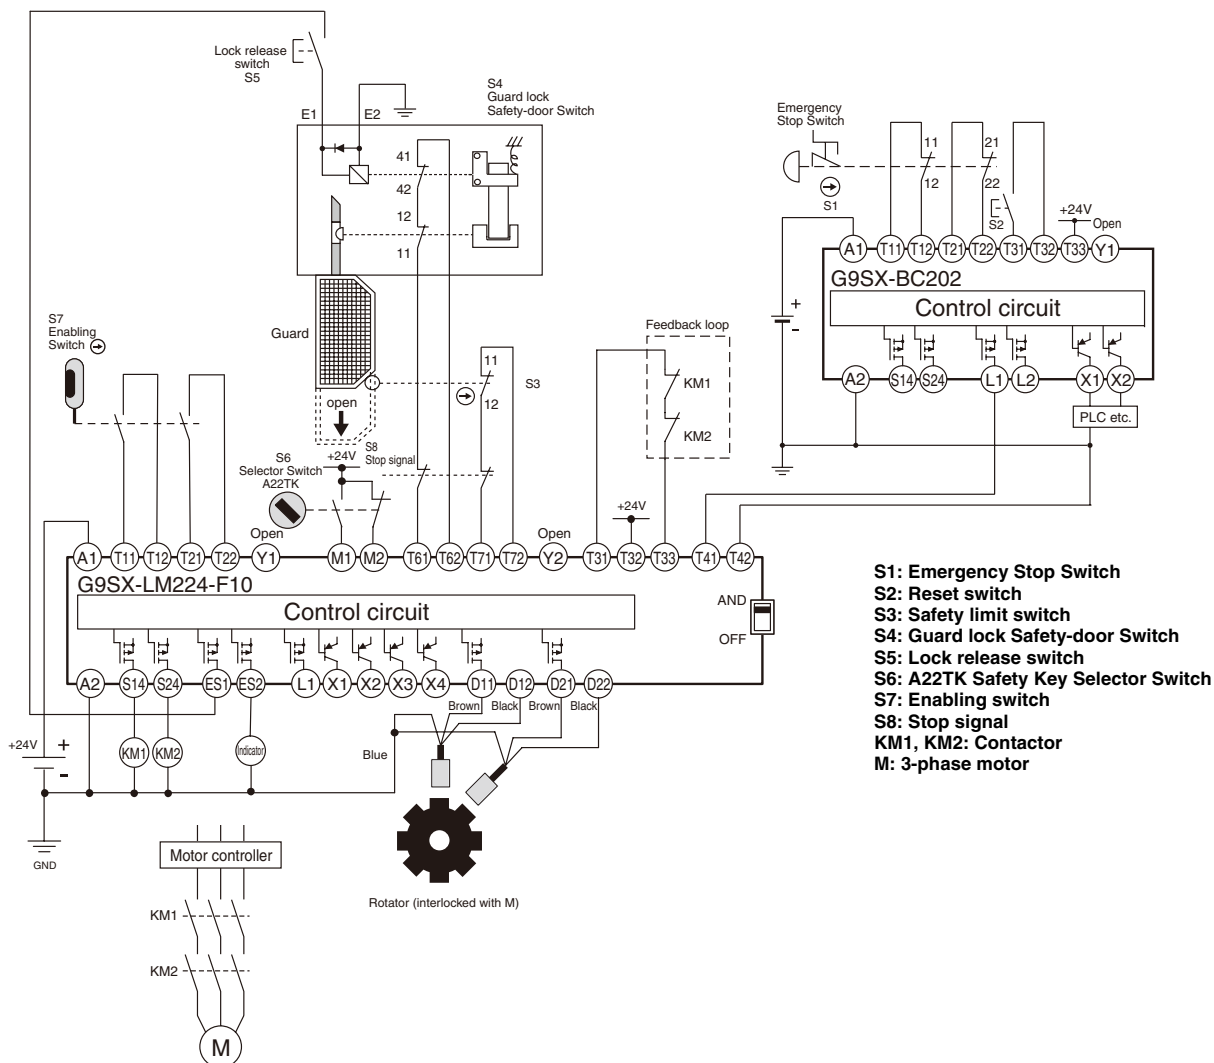 Lock release
switch
S5
E1
E2
S4
Guard lock
Safety-door Switch
41
42
12
11
Guard
open
S7
Enabling
Switch
11
12
S3
Feedback loop
KM1
KM2
Emergency
Stop Switch
S1
11
12
21
22
S2
+24V
Open
A1
T11
T12
T21
T22
T31
T32
T33
Y1
G9SX-BC202
Control circuit
+
-
A2
S14
S24
L1
L2
X1
X2
PLC etc.
S6
Selector Switch
A22TK
+24V
S8
Stop signal
+24V
Open
Open
A1
T11
T12
T21
T22
Y1
M1
M2
T61
T62
T71
T72
Y2
T31
T32
T33
T41
T42
G9SX-LM224-F10
Control circuit
AND
OFF
A2
S14
S24
ES1
ES2
L1
X1
X2
X3
X4
D11
D12
D21
D22
Brown
Black
Brown
Black
+24V
+
-
KM1
KM2
Indicator
Blue
GND
Rotator (interlocked with M)
Motor controller
KM1
KM2
M
S1: Emergency Stop Switch
S2: Reset switch
S3: Safety limit switch
S4: Guard lock Safety-door Switch
S5: Lock release switch
S6: A22TK Safety Key Selector Switch
S7: Enabling switch
S8: Stop signal
KM1, KM2: Contactor
M: 3-phase motor